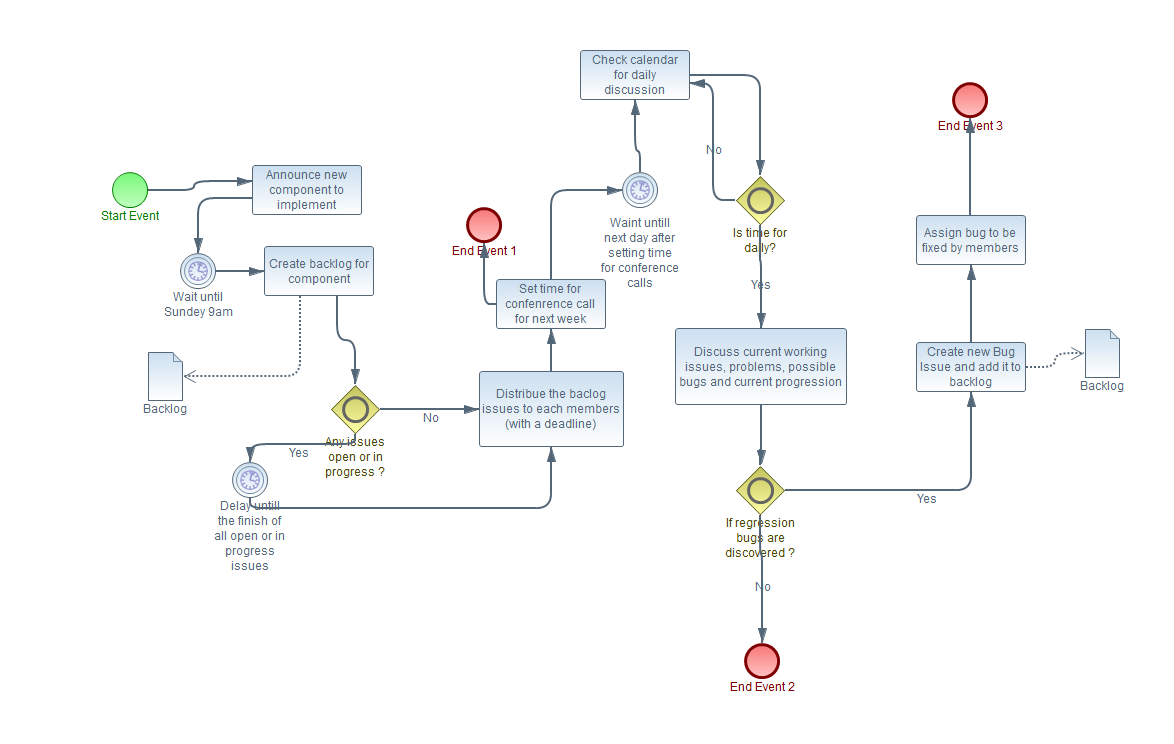 Check calendar
for daily
discussion
End Event 3
No
Announce new
component to
implement
Start Event
Waint untill
next day after
setting time
for conference
calls
Is time for
daily?
Assign bug to be
fixed by members
End Event 1
Create backlog for
component
Wait until
Sundey 9am
Set time for
confenrence call
for next week
Yes
Discuss current working
issues, problems, possible
bugs and current progression
Create new Bug
Issue and add it to
backlog
Backlog
Backlog
Distribue the baclog
issues to each members
(with a deadline)
No
Any issues
open or in
progress ?
Yes
Delay untill
the finish of
all open or in
progress
issues
Yes
If regression
bugs are
discovered ?
No
End Event 2